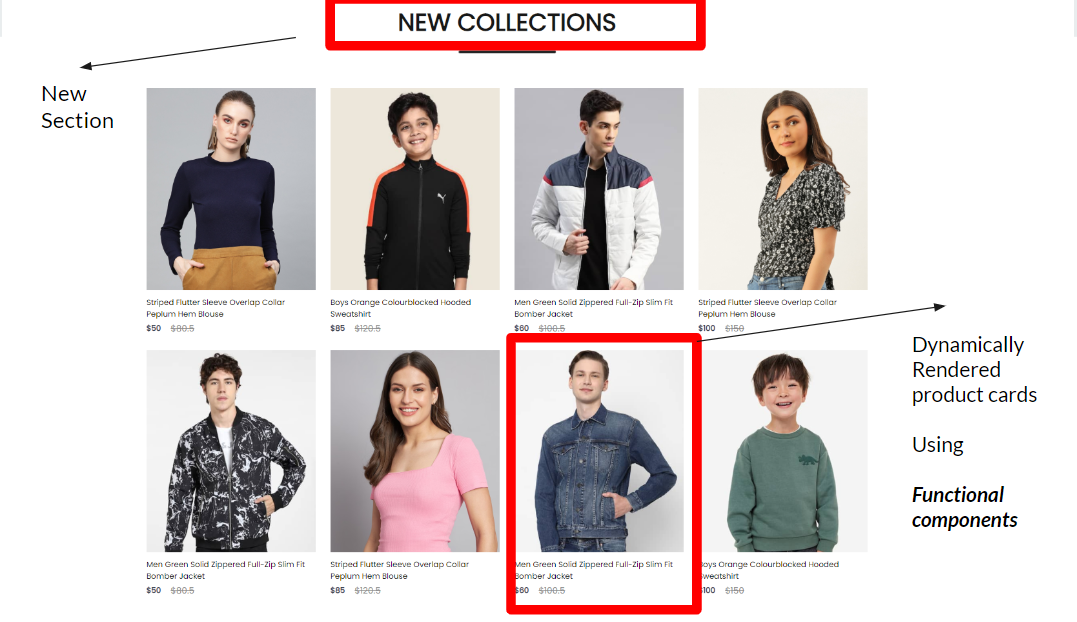 NEW COLLECTIONS
New
Section
Striped Flutter Sleeve Overlap Collar
Peplum Hem Blouse
$50 $80.5
Boys Orange Colourblocked Hooded
Sweatshirt
$85 $120.5
Men Green Solid Zippered Full-Zip Slim Fit
Bomber Jacket
$60 $100.5
Striped Flutter Sleeve Overlap Collar
Peplum Hem Blouse
$100 $150
Dynamically
Rendered
product cards
Using
Functional
components
Men Green Solid Zippered Full-Zip Slim Fit
Bomber Jacket
$50 $80.5
Striped Flutter Sleeve Overlap Collar
Peplum Hem Blouse
$85 $120.5
Men Green Solid Zippered Full-Zip Slim Fit
Bomber Jacket
$60 $100.5
Boys Orange Colourblocked Hooded
Sweatshirt
$100 $150